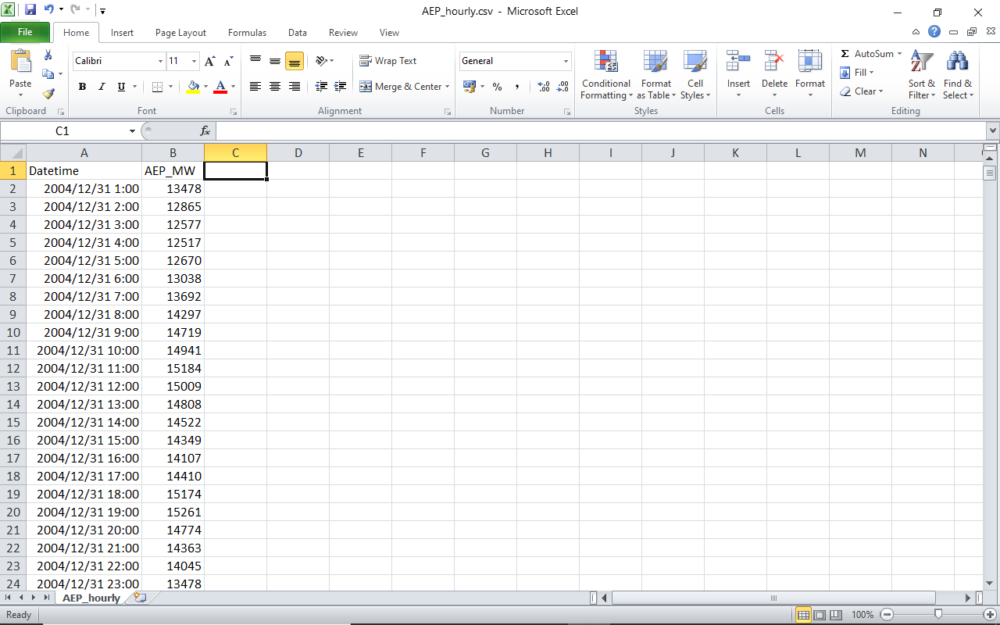 AEP_hourly.csv - Microsoft Excel
File Home Insert Page Layout Formulas Data Review View
Calibri 11 Wrap Text General AutoSum
Paste Conditional Formatting Format as Table Cell Styles Insert Delete Format Fill Sort & Filter Find & Select
B I U Merge & Center % , Clear
Clipboard Font Alignment Number Styles Cells Editing
C1 fx
A B C D E F G H I J K L M N
1 Datetime AEP_MW
2 2004/12/31 1:00 13478
3 2004/12/31 2:00 12865
4 2004/12/31 3:00 12577
5 2004/12/31 4:00 12517
6 2004/12/31 5:00 12670
7 2004/12/31 6:00 13038
8 2004/12/31 7:00 13692
9 2004/12/31 8:00 14297
10 2004/12/31 9:00 14719
11 2004/12/31 10:00 14941
12 2004/12/31 11:00 15184
13 2004/12/31 12:00 15009
14 2004/12/31 13:00 14808
15 2004/12/31 14:00 14522
16 2004/12/31 15:00 14349
17 2004/12/31 16:00 14107
18 2004/12/31 17:00 14410
19 2004/12/31 18:00 15174
20 2004/12/31 19:00 15261
21 2004/12/31 20:00 14774
22 2004/12/31 21:00 14363
23 2004/12/31 22:00 14045
24 2004/12/31 23:00 13478
AEP_hourly
Ready 100%